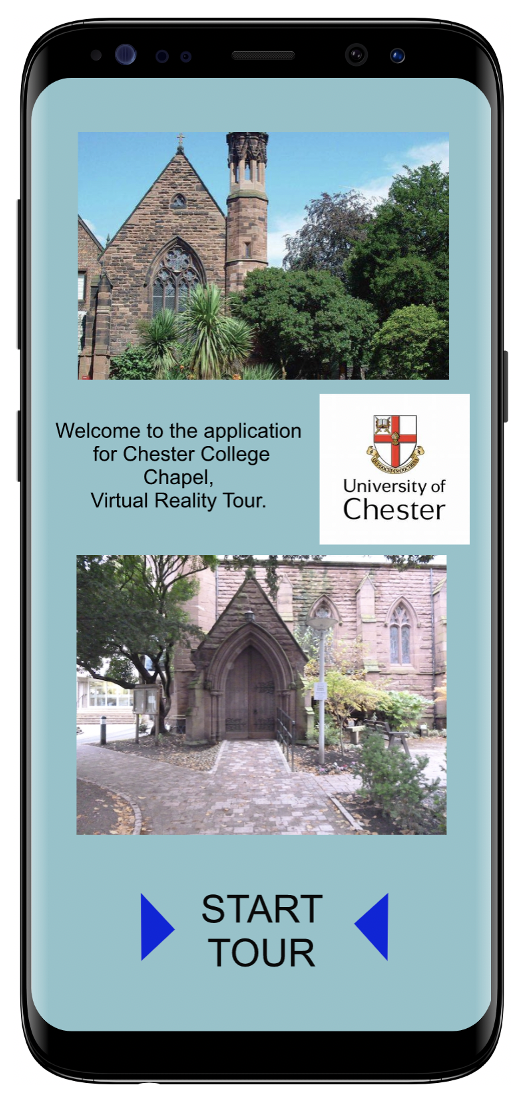 Welcome to the application
for Chester College
Chapel,
Virtual Reality Tour.
University of
Chester
START
TOUR